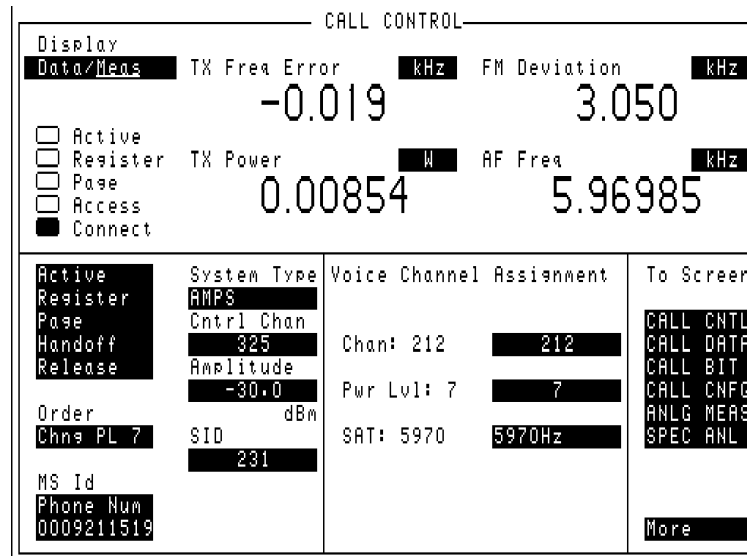 CALL CONTROL
Display
Data/Meas
TX Freq Error kHz
-0.019
FM Deviation kHz
3.050
Active
Register
Page
Access
Connect
TX Power W
0.00854
AF Freq kHz
5.96985
Active
Register
Page
Handoff
Release
Order
Chng PL 7
MS Id
Phone Num
0009211519
System Type
AMPS
Cntrl Chan
325
Amplitude
-30.0
dBm
SID
231
Voice Channel Assignment
Chan: 212 212
Pwr Lvl: 7 7
SAT: 5970 5970Hz
To Screen
CALL CNTL
CALL DATA
CALL BIT
CALL CNFG
ANLG MEAS
SPEC ANL
More